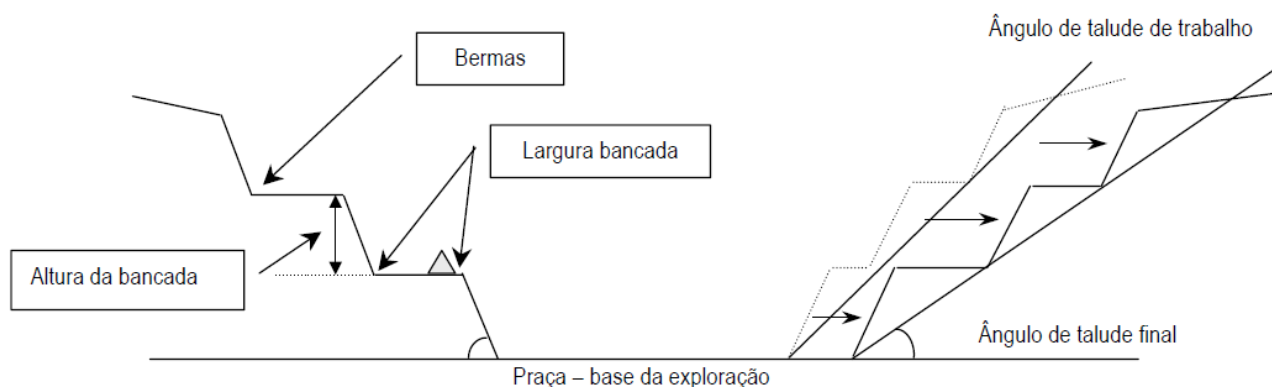 Ângulo de talude de trabalho
Bermas
Largura bancada
Altura da bancada
Ângulo de talude final
Praça – base da exploração